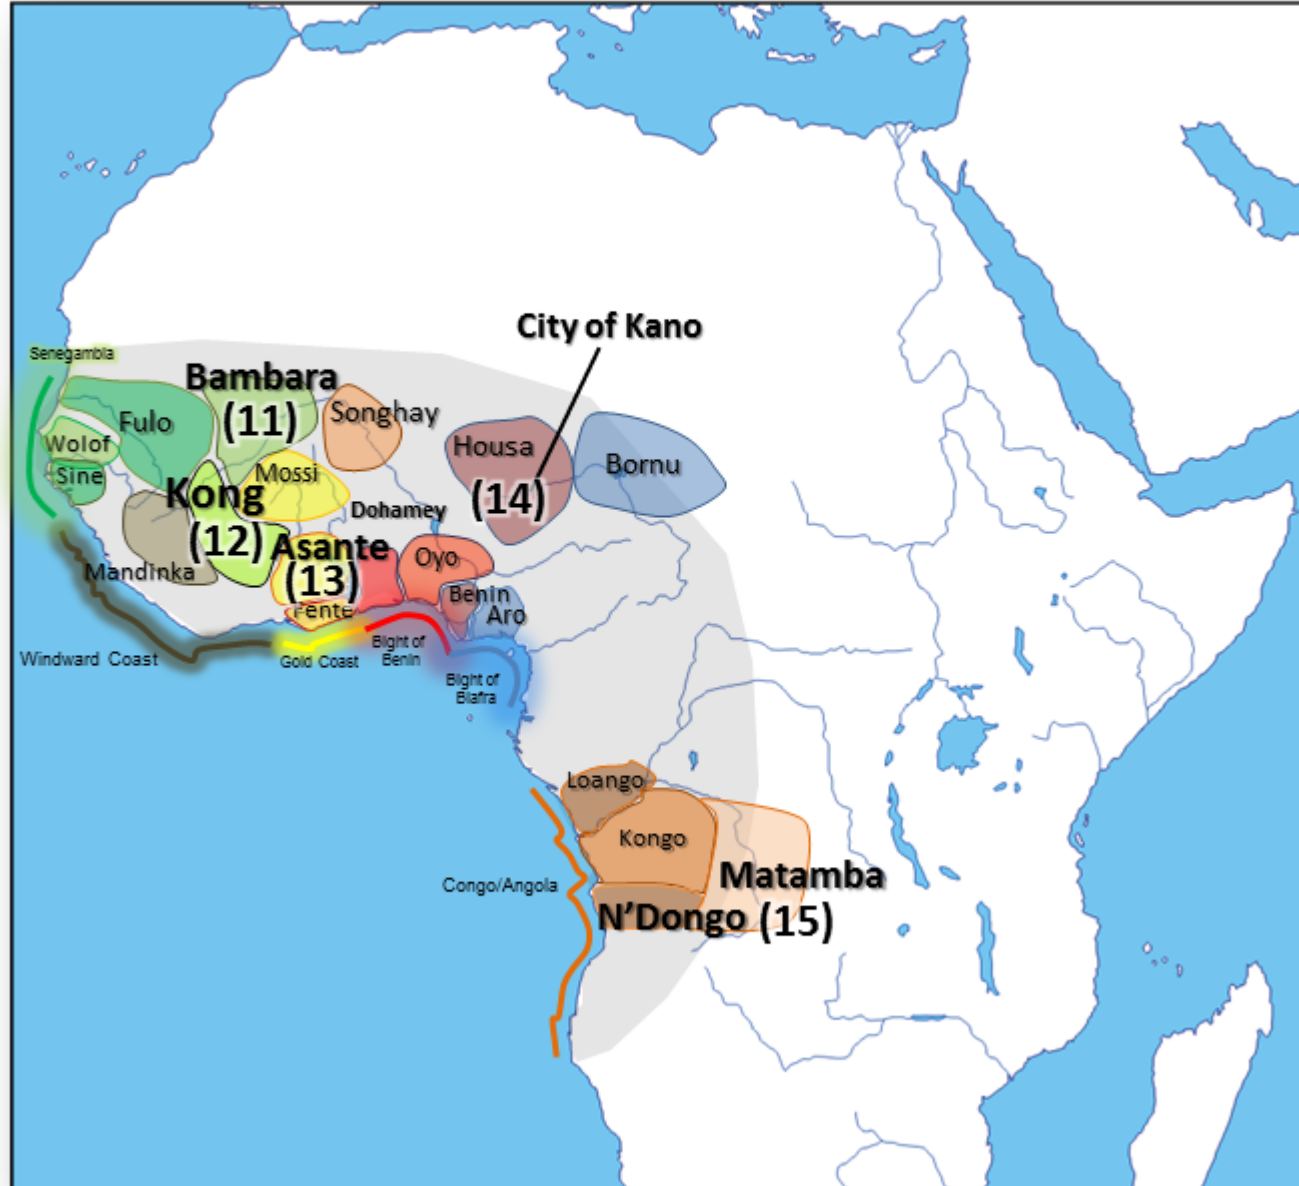 City of Kano
Senegambia
Bambara
(11)
Songhay
Fulo
Wolof
Housa
Bornu
Sine
Mossi
Kong
(12)
(14)
Dohamey
Asante
(13)
Oyo
Mandinka
Benin
Aro
Fente
Windward Coast
Gold Coast
Bight of
Benin
Bight of
Biafra
Loango
Kongo
Congo/Angola
Matamba
N’Dongo (15)